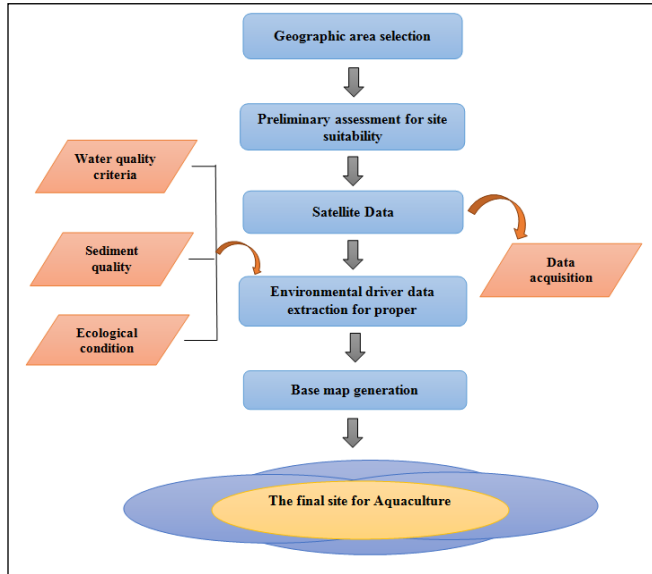 Geographic area selection
Preliminary assessment for site
suitability
Water quality
criteria
Satellite Data
Sediment
quality
Data
acquisition
Environmental driver data
extraction for proper
Ecological
condition
Base map generation
The final site for Aquaculture